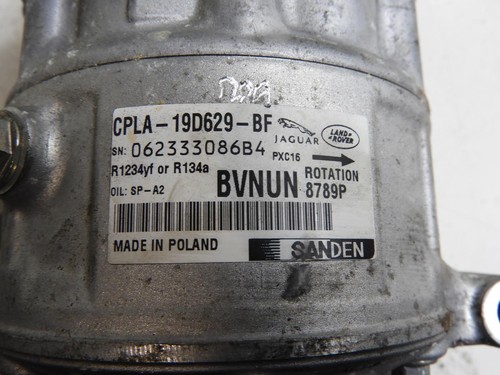 CPLA-19D629-BF
JAGUAR
LAND ROVER
SN: 062333086B4
PXC16
R1234yf or R134a
BVNUN
ROTATION
OIL: SP-A2
8789P
MADE IN POLAND
SANDEN